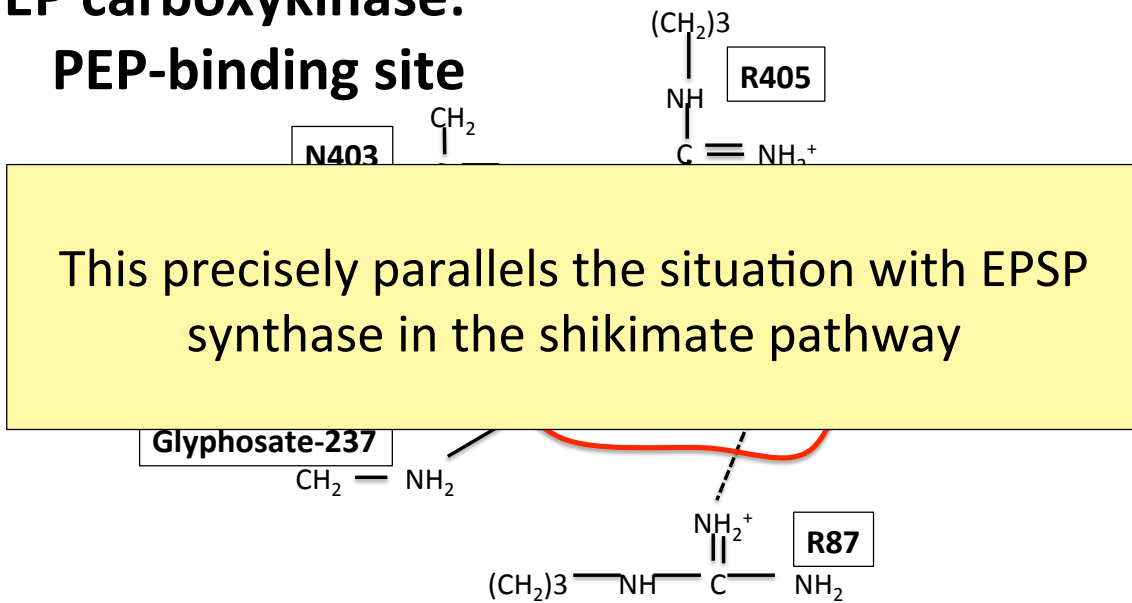 EP carboxykinase:
PEP-binding site
(CH₂)3
R405
NH
CH₂
N403
C NH₂⁺
This precisely parallels the situation with EPSP
synthase in the shikimate pathway
Glyphosate-237
CH₂ NH₂
NH₂⁺
R87
(CH₂)3 NH C NH₂